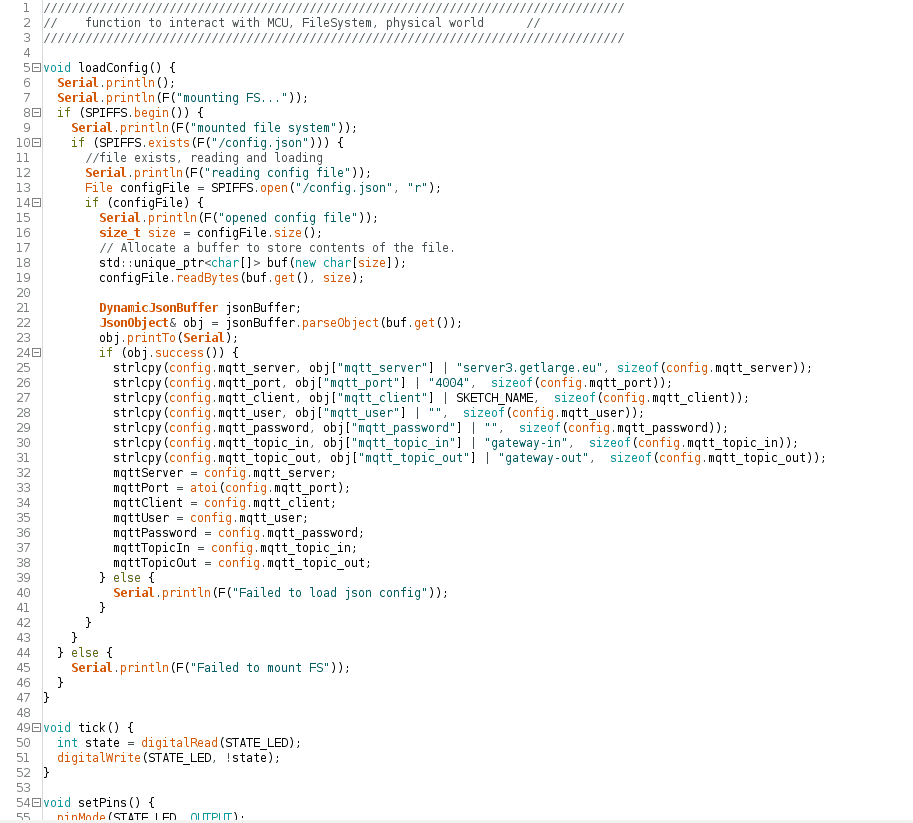 1 ///////////////////////////////////////////////////////////////////////////////////
2 //    function to interact with MCU, FileSystem, physical world      //
3 ///////////////////////////////////////////////////////////////////////////////////
4
5 void loadConfig() {
6   Serial.println();
7   Serial.println(F("mounting FS..."));
8   if (SPIFFS.begin()) {
9     Serial.println(F("mounted file system"));
10     if (SPIFFS.exists(F("/config.json"))) {
11       //file exists, reading and loading
12       Serial.println(F("reading config file"));
13       File configFile = SPIFFS.open("/config.json", "r");
14       if (configFile) {
15         Serial.println(F("opened config file"));
16         size_t size = configFile.size();
17         // Allocate a buffer to store contents of the file.
18         std::unique_ptr<char[]> buf(new char[size]);
19         configFile.readBytes(buf.get(), size);
20
21         DynamicJsonBuffer jsonBuffer;
22         JsonObject& obj = jsonBuffer.parseObject(buf.get());
23         obj.printTo(Serial);
24         if (obj.success()) {
25           strlcpy(config.mqtt_server, obj["mqtt_server"] | "server3.getlarge.eu", sizeof(config.mqtt_server));
26           strlcpy(config.mqtt_port, obj["mqtt_port"] | "4004",  sizeof(config.mqtt_port));
27           strlcpy(config.mqtt_client, obj["mqtt_client"] | SKETCH_NAME,  sizeof(config.mqtt_client));
28           strlcpy(config.mqtt_user, obj["mqtt_user"] | "",  sizeof(config.mqtt_user));
29           strlcpy(config.mqtt_password, obj["mqtt_password"] | "",  sizeof(config.mqtt_password));
30           strlcpy(config.mqtt_topic_in, obj["mqtt_topic_in"] | "gateway-in",  sizeof(config.mqtt_topic_in));
31           strlcpy(config.mqtt_topic_out, obj["mqtt_topic_out"] | "gateway-out",  sizeof(config.mqtt_topic_out));
32           mqttServer = config.mqtt_server;
33           mqttPort = atoi(config.mqtt_port);
34           mqttClient = config.mqtt_client;
35           mqttUser = config.mqtt_user;
36           mqttPassword = config.mqtt_password;
37           mqttTopicIn = config.mqtt_topic_in;
38           mqttTopicOut = config.mqtt_topic_out;
39         } else {
40           Serial.println(F("Failed to load json config"));
41         }
42       }
43     }
44   } else {
45     Serial.println(F("Failed to mount FS"));
46   }
47 }
48
49 void tick() {
50   int state = digitalRead(STATE_LED);
51   digitalWrite(STATE_LED, !state);
52 }
53
54 void setPins() {
55   pinMode(STATE_LED, OUTPUT);